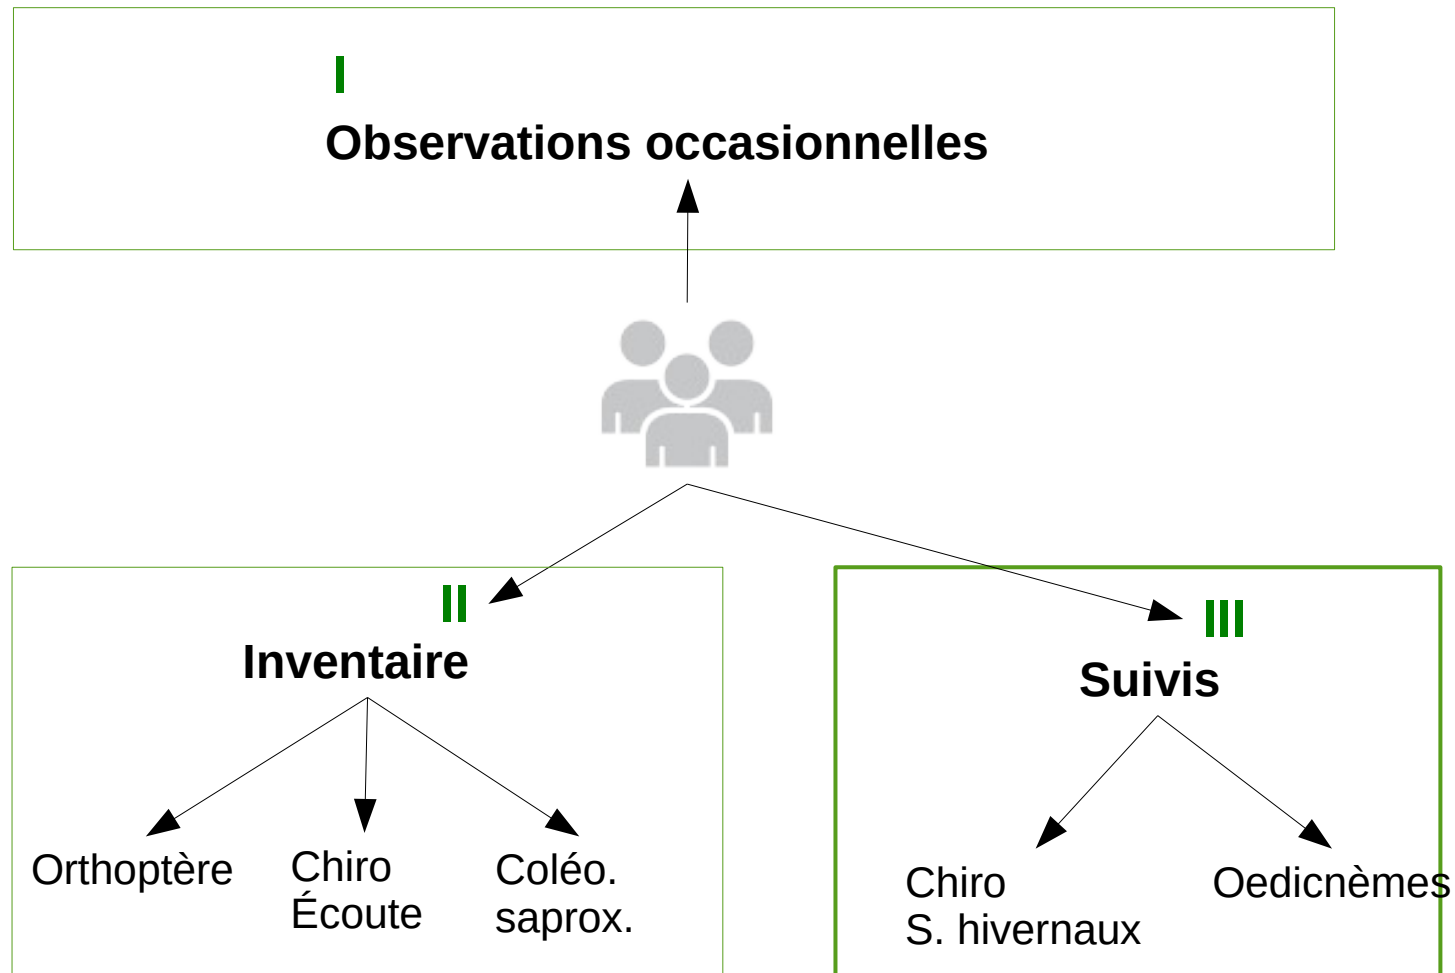 I
Observations occasionnelles
II
Inventaire
III
Suivis
Orthoptère
Chiro
Écoute
Coléo.
saprox.
Chiro
S. hivernaux
Oedicnèmes